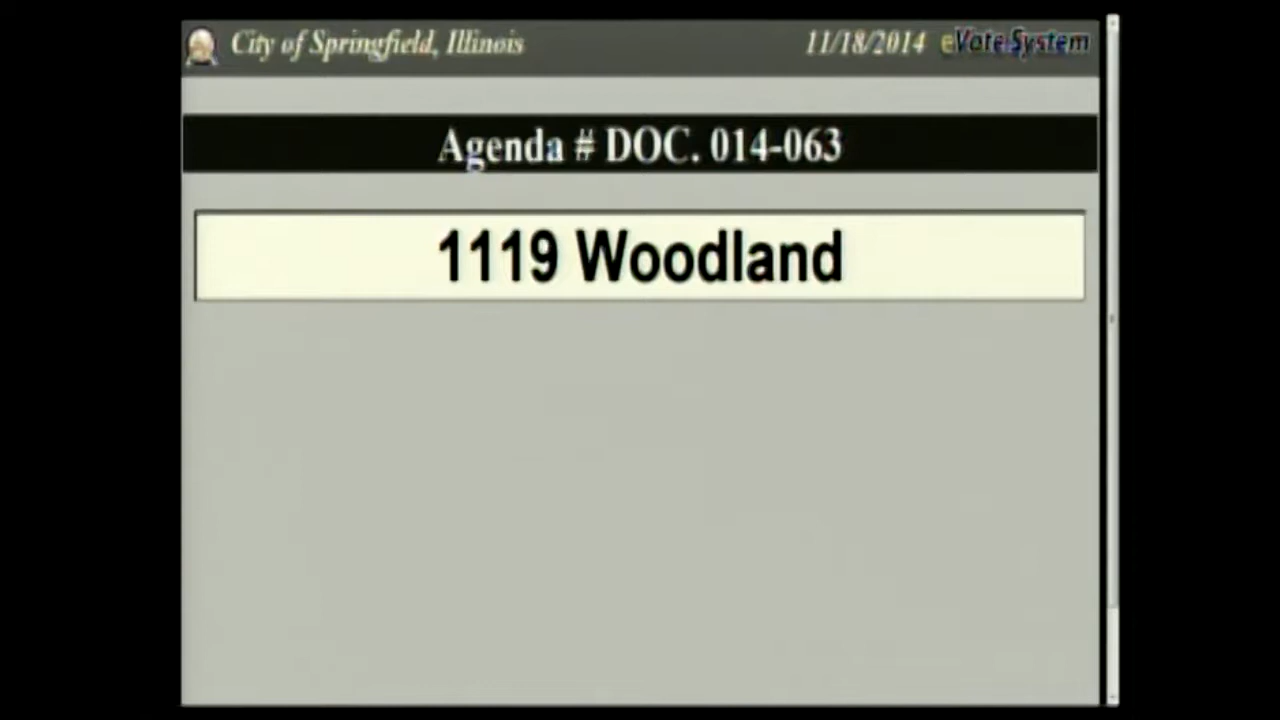 City of Springfield, Illinois 11/18/2014 eVote System
Agenda # DOC. 014-063
1119 Woodland